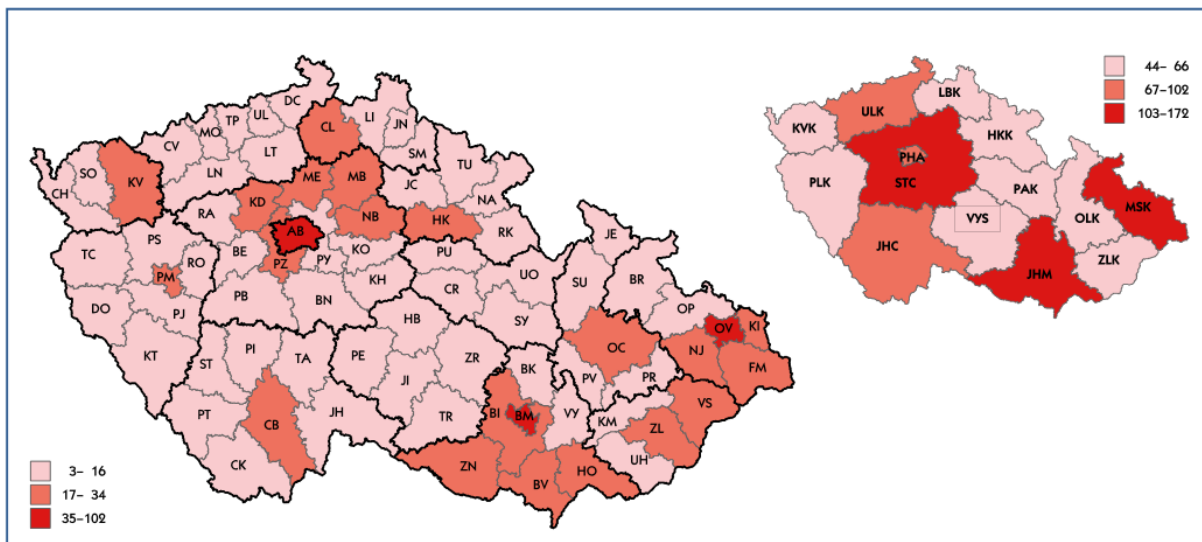 DC
CL
LI
JN
SM
TP
UL
MO
CV
LT
LN
SO
CH
KV
TU
ME
MB
JC
NA
RA
KD
NB
HK
RK
AB
PS
TC
RO
BE
PZ
PY
KO
PU
PM
KH
UO
JE
DO
PJ
PB
BN
CR
SU
BR
HB
SY
OP
OV
KI
KT
ST
PI
TA
PE
ZR
OC
NJ
FM
JI
BK
PV
PR
PT
CB
JH
TR
BI
BM
VY
KM
VS
ZL
CK
ZN
BV
HO
UH
3– 16
17– 34
35–102
44– 66
67–102
103–172
LBK
ULK
KVK
HKK
PHA
STC
PLK
PAK
MSK
VYS
OLK
JHC
JHM
ZLK